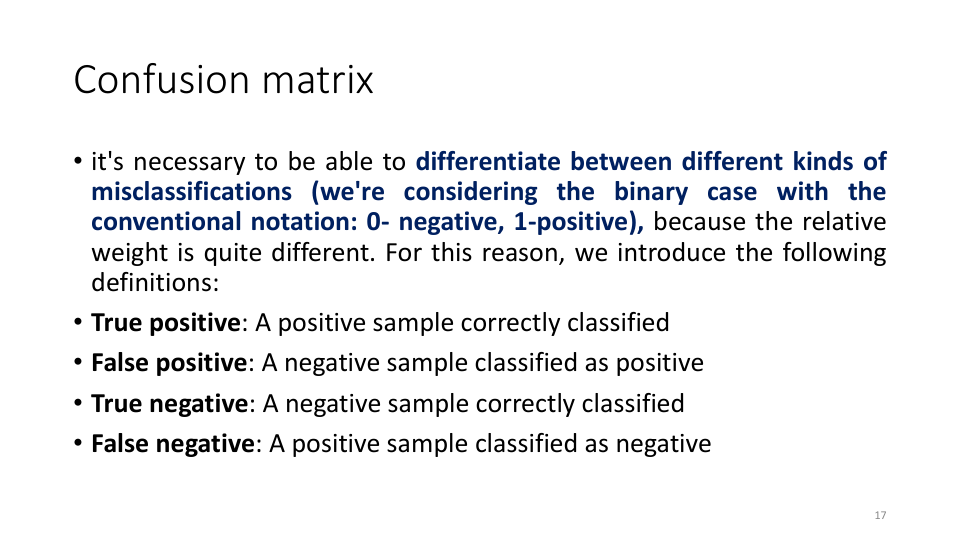 Confusion matrix
• it's necessary to be able to differentiate between different kinds of
misclassifications (we're considering the binary case with the
conventional notation: 0- negative, 1-positive), because the relative
weight is quite different. For this reason, we introduce the following
definitions:
• True positive: A positive sample correctly classified
• False positive: A negative sample classified as positive
• True negative: A negative sample correctly classified
• False negative: A positive sample classified as negative
17